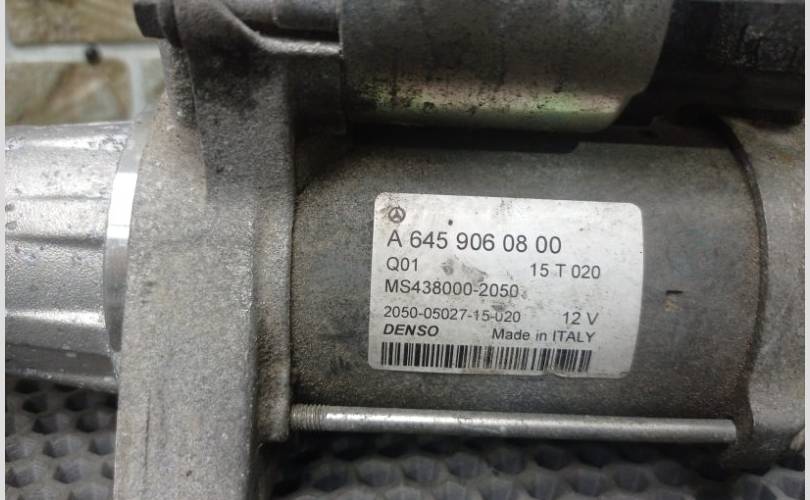 A 645 906 08 00
Q01 15 T 020
MS438000-2050
2050-05027-15-020 12 V
DENSO Made in ITALY